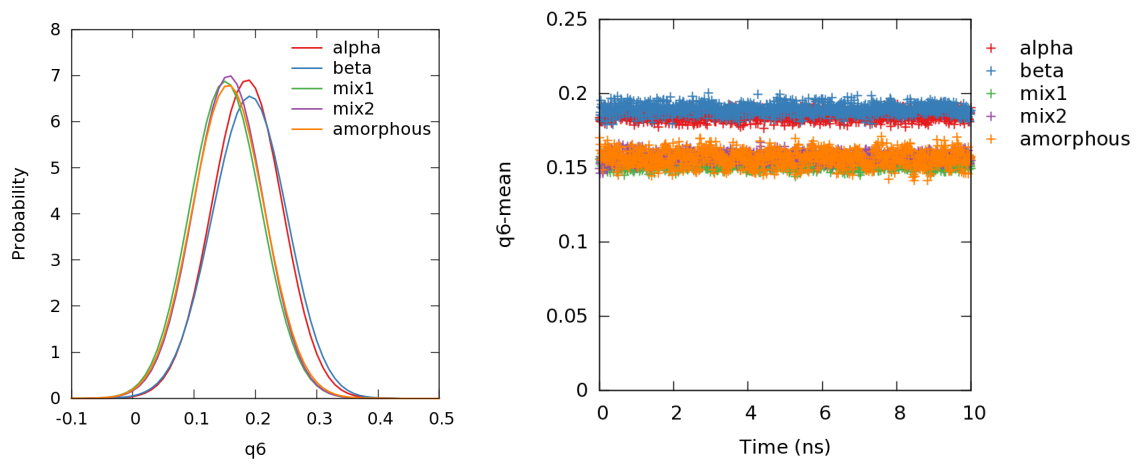 8
7
6
5
4
3
2
1
0
Probability
-0.1
0
0.1
0.2
0.3
0.4
0.5
q6
alpha
beta
mix1
mix2
amorphous
0.25
0.2
0.15
0.1
0.05
0
q6-mean
0
2
4
6
8
10
Time (ns)
alpha
beta
mix1
mix2
amorphous